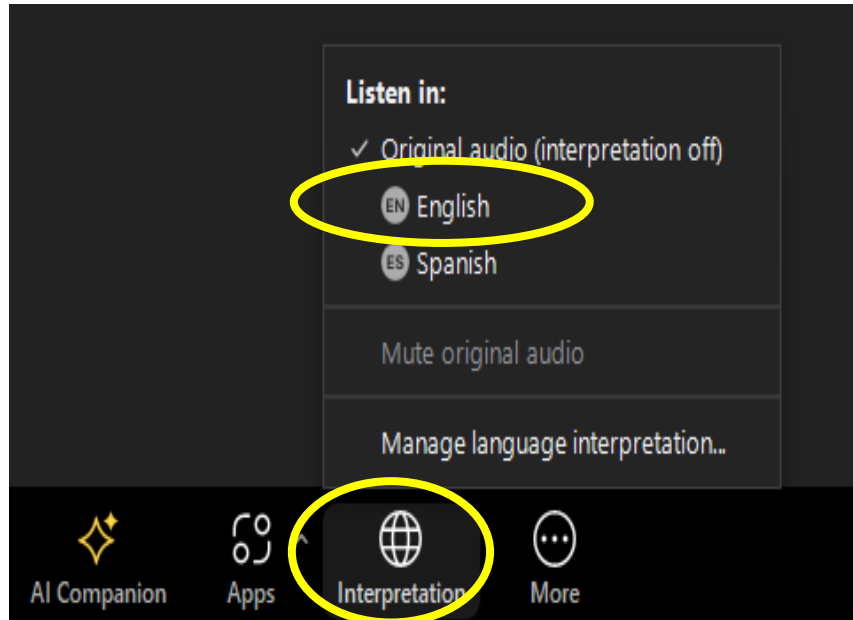 Listen in:
Original audio (interpretation off)
EN English
ES Spanish
Mute original audio
Manage language interpretation...
AI Companion Apps Interpretation More